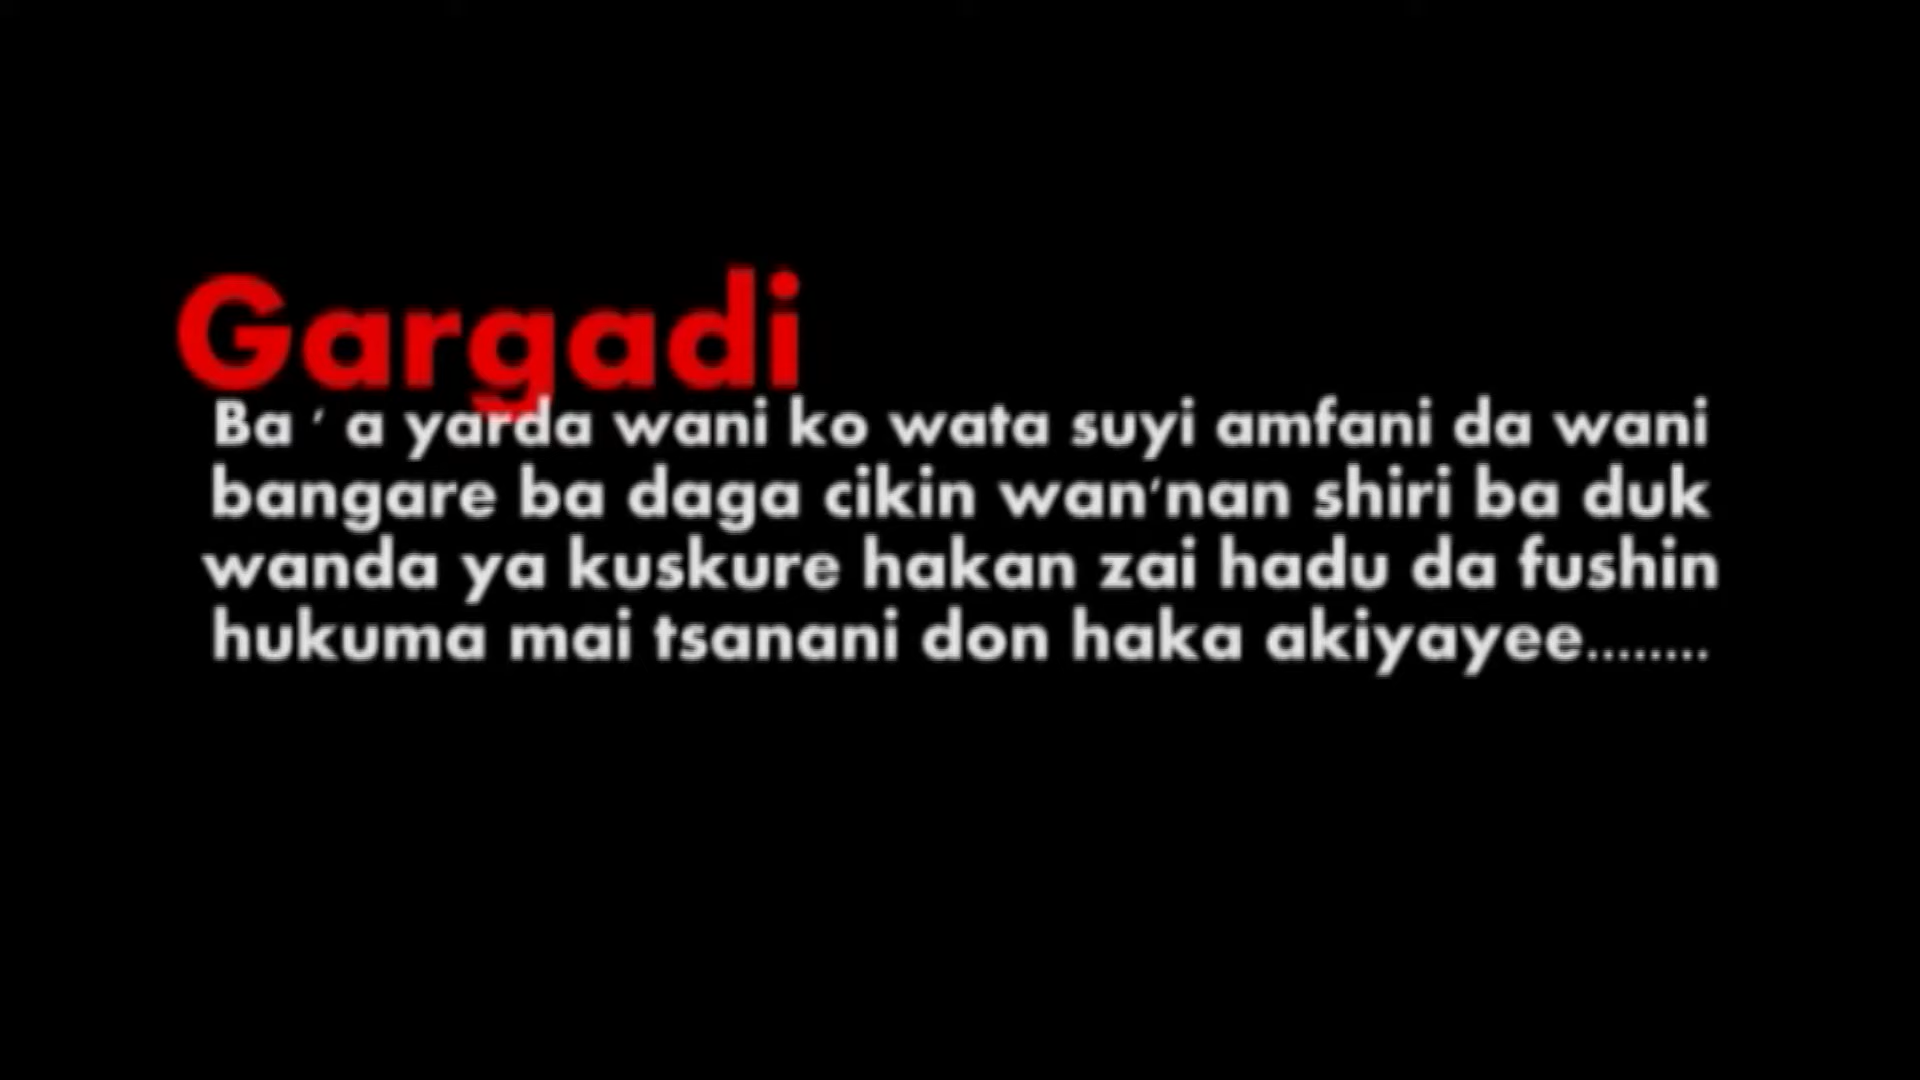 Gargadi
Ba ' a yarda wani ko wata suyi amfani da wani
bangare ba daga cikin wan'nan shiri ba duk
wanda ya kuskure hakan zai hadu da fushin
hukuma mai tsanani don haka akiyayee........